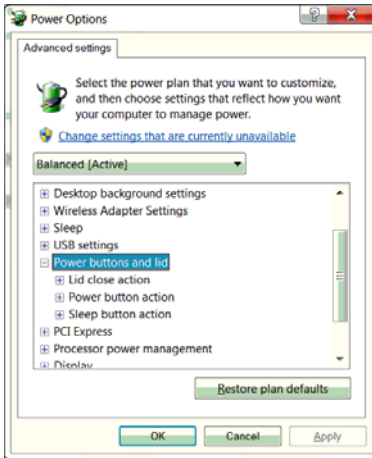 Power Options
Advanced settings
Select the power plan that you want to customize,
and then choose settings that reflect how you want
your computer to manage power.
Change settings that are currently unavailable
Balanced [Active]
Desktop background settings
Wireless Adapter Settings
Sleep
USB settings
Power buttons and lid
Lid close action
Power button action
Sleep button action
PCI Express
Processor power management
Display
Restore plan defaults
OK Cancel Apply